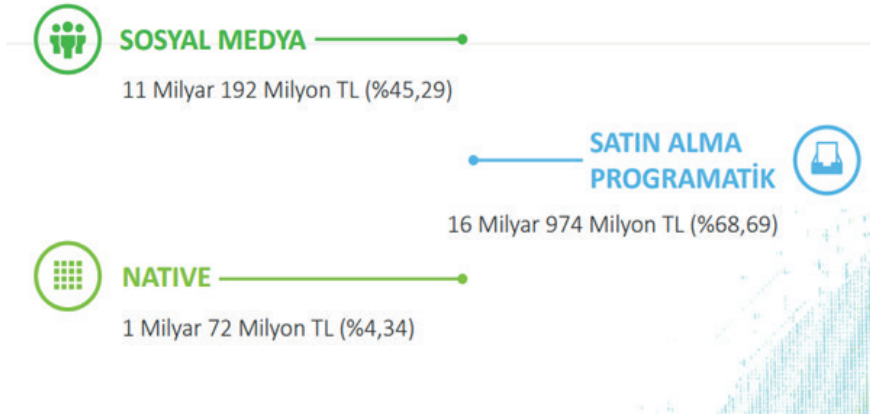 SOSYAL MEDYA
11 Milyar 192 Milyon TL (%45,29)
SATIN ALMA
PROGRAMATİK
16 Milyar 974 Milyon TL (%68,69)
NATIVE
1 Milyar 72 Milyon TL (%4,34)